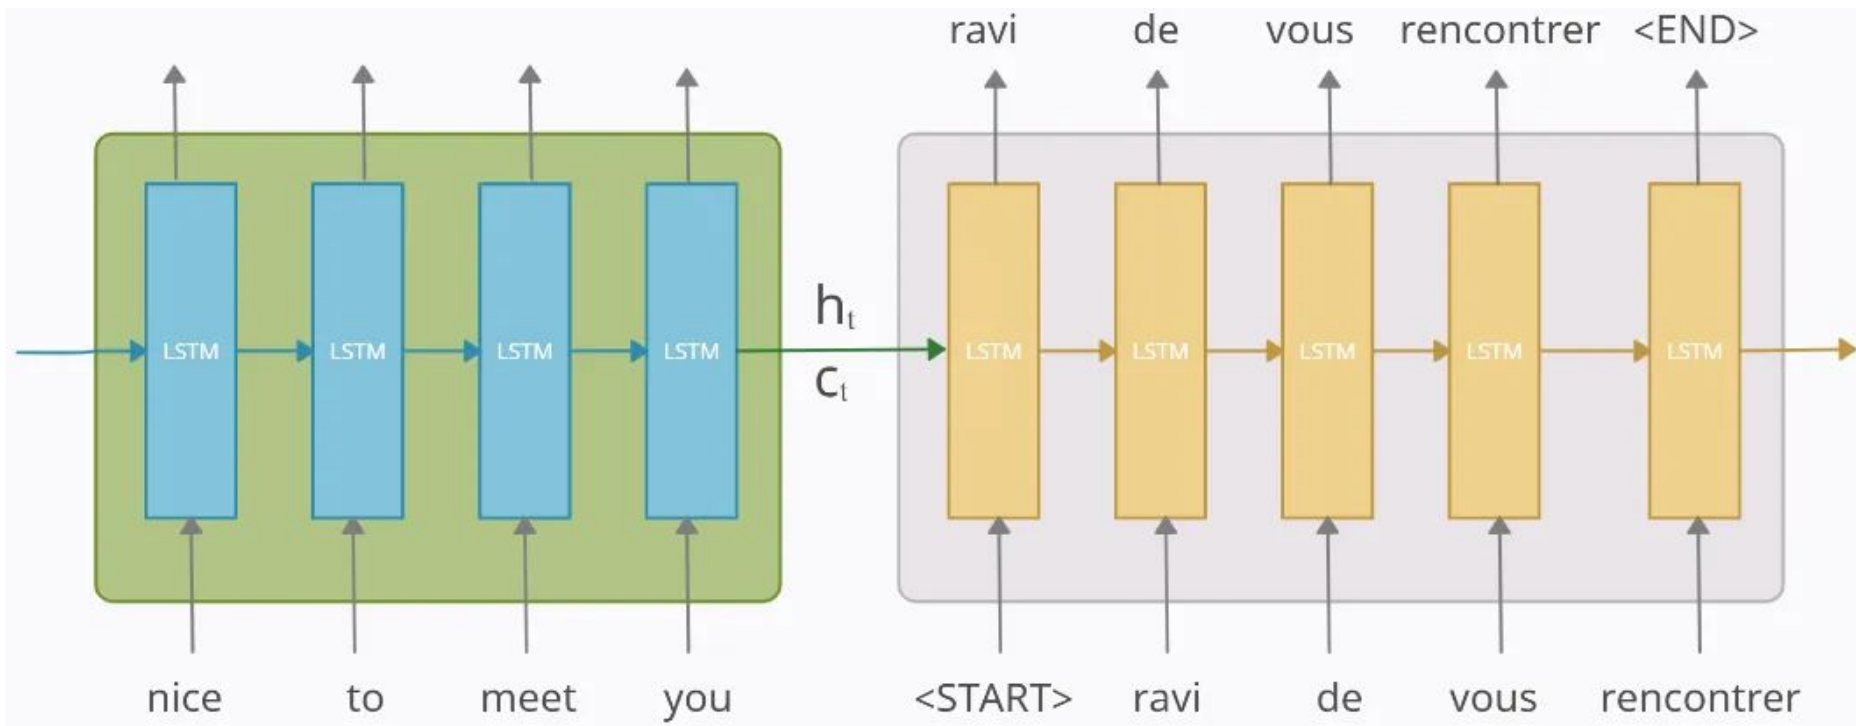 ravi de vous rencontrer <END>
h_t
LSTM LSTM LSTM LSTM LSTM LSTM LSTM LSTM LSTM
c_t
nice to meet you <START> ravi de vous rencontrer